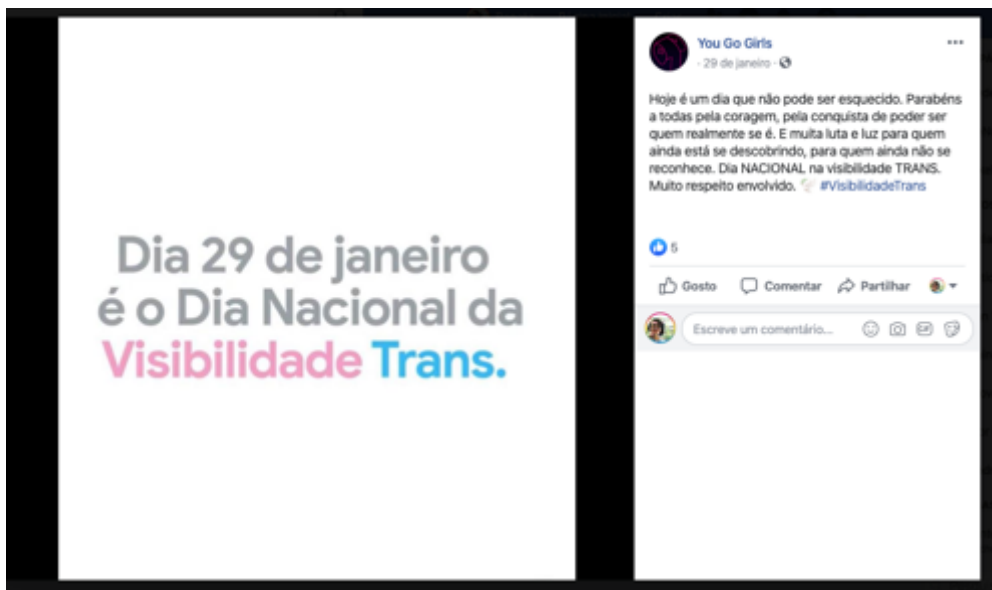 Dia 29 de janeiro
é o Dia Nacional da
Visibilidade Trans.
You Go Girls
· 29 de janeiro ·
Hoje é um dia que não pode ser esquecido. Parabéns
a todas pela coragem, pela conquista de poder ser
quem realmente se é. E muita luta e luz para quem
ainda está se descobrindo, para quem ainda não se
reconhece. Dia NACIONAL na visibilidade TRANS.
Muito respeito envolvido. #VisibilidadeTrans
5
Gosto Comentar Partilhar
Escreve um comentário... GIF